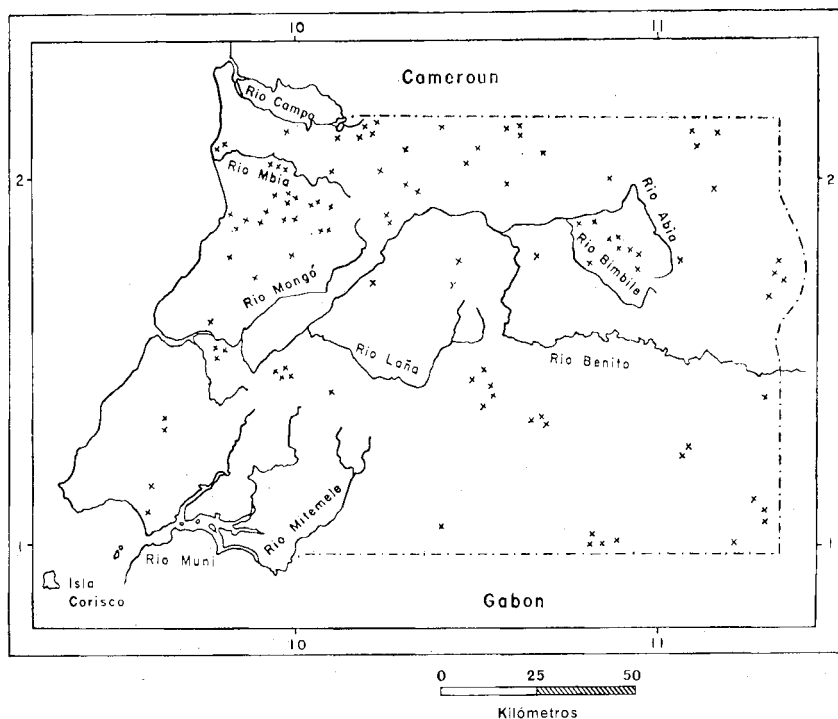 10
11
Cameroun
Rio Campo
2
2
Rio Mbia
Rio Abia
Rio Bimbile
Rio Mongó
Rio Laña
Rio Benito
Rio Mitemele
1
1
Rio Muni
Isla
Corisco
Gabon
10
11
0
25
50
Kilómetros